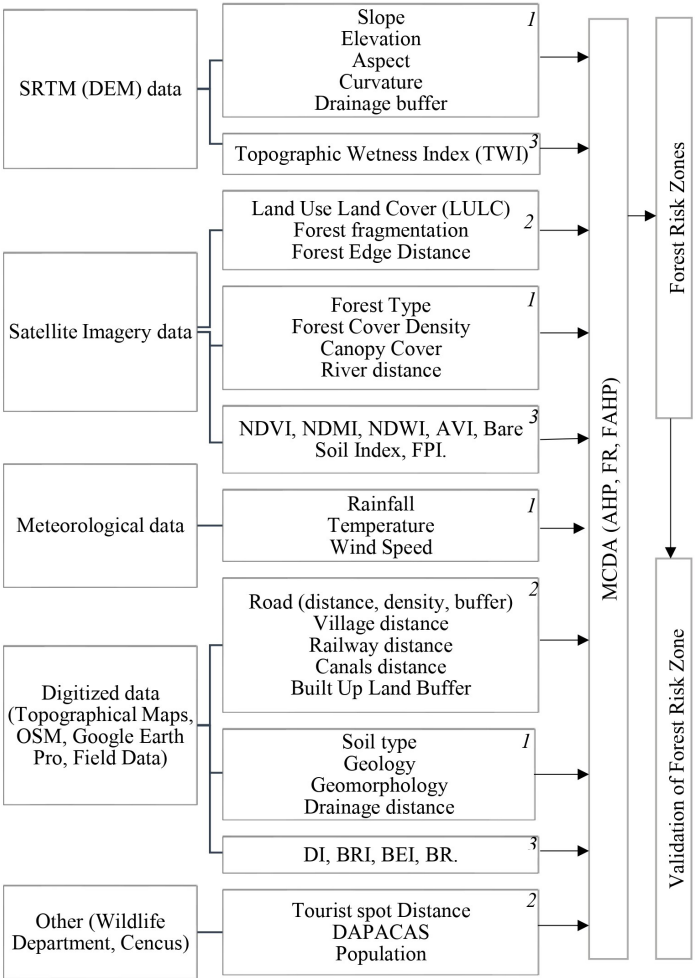 SRTM (DEM) data
Slope
1
Elevation
Aspect
Curvature
Drainage buffer
Topographic Wetness Index (TWI)
3
Satellite Imagery data
Land Use Land Cover (LULC)
Forest fragmentation
2
Forest Edge Distance
Forest Type
1
Forest Cover Density
Canopy Cover
River distance
NDVI, NDMI, NDWI, AVI, Bare
3
Soil Index, FPI.
Meteorological data
Rainfall
1
Temperature
Wind Speed
Digitized data
(Topographical Maps,
OSM, Google Earth
Pro, Field Data)
Road (distance, density, buffer)
2
Village distance
Railway distance
Canals distance
Built Up Land Buffer
Soil type
1
Geology
Geomorphology
Drainage distance
DI, BRI, BEI, BR.
3
Other (Wildlife
Department, Cencus)
Tourist spot Distance
2
DAPACAS
Population
MCDA (AHP, FR, FAHP)
Forest Risk Zones
Validation of Forest Risk Zone